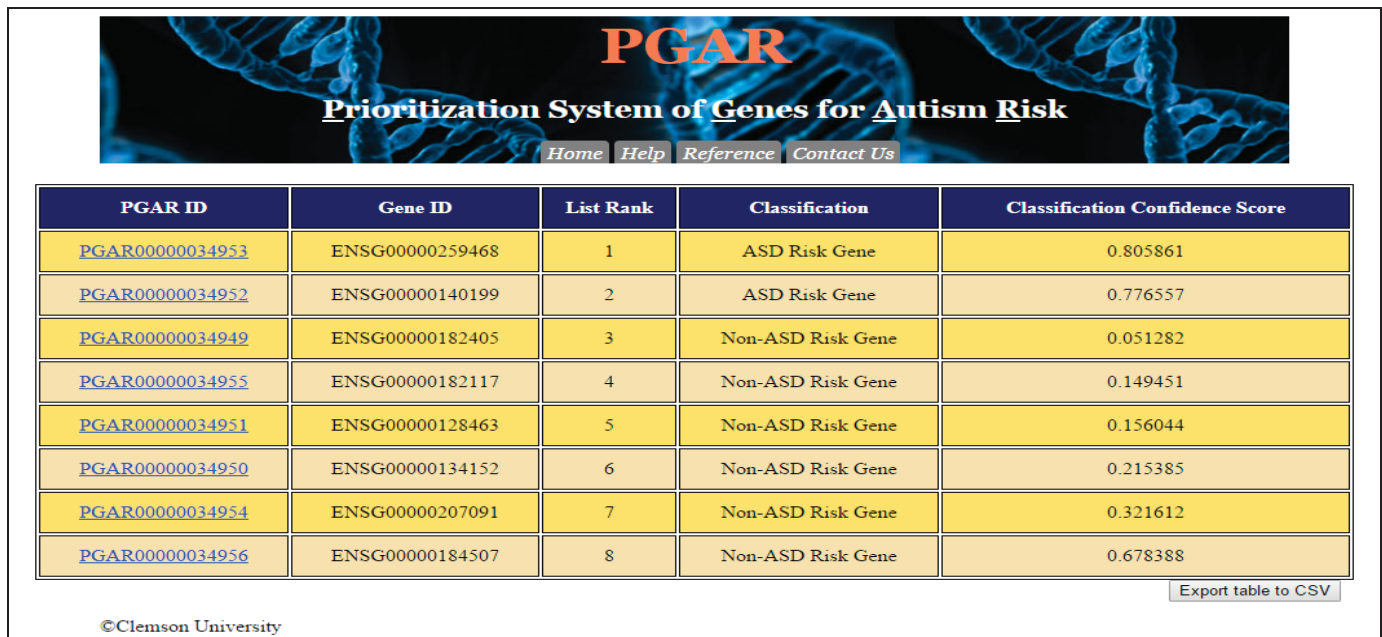 PGAR
Prioritization System of Genes for Autism Risk
Home Help Reference Contact Us
PGAR ID Gene ID List Rank Classification Classification Confidence Score
PGAR00000034953 ENSG00000259468 1 ASD Risk Gene 0.805861
PGAR00000034952 ENSG00000140199 2 ASD Risk Gene 0.776557
PGAR00000034949 ENSG00000182405 3 Non-ASD Risk Gene 0.051282
PGAR00000034955 ENSG00000182117 4 Non-ASD Risk Gene 0.149451
PGAR00000034951 ENSG00000128463 5 Non-ASD Risk Gene 0.156044
PGAR00000034950 ENSG00000134152 6 Non-ASD Risk Gene 0.215385
PGAR00000034954 ENSG00000207091 7 Non-ASD Risk Gene 0.321612
PGAR00000034956 ENSG00000184507 8 Non-ASD Risk Gene 0.678388
Export table to CSV
©Clemson University